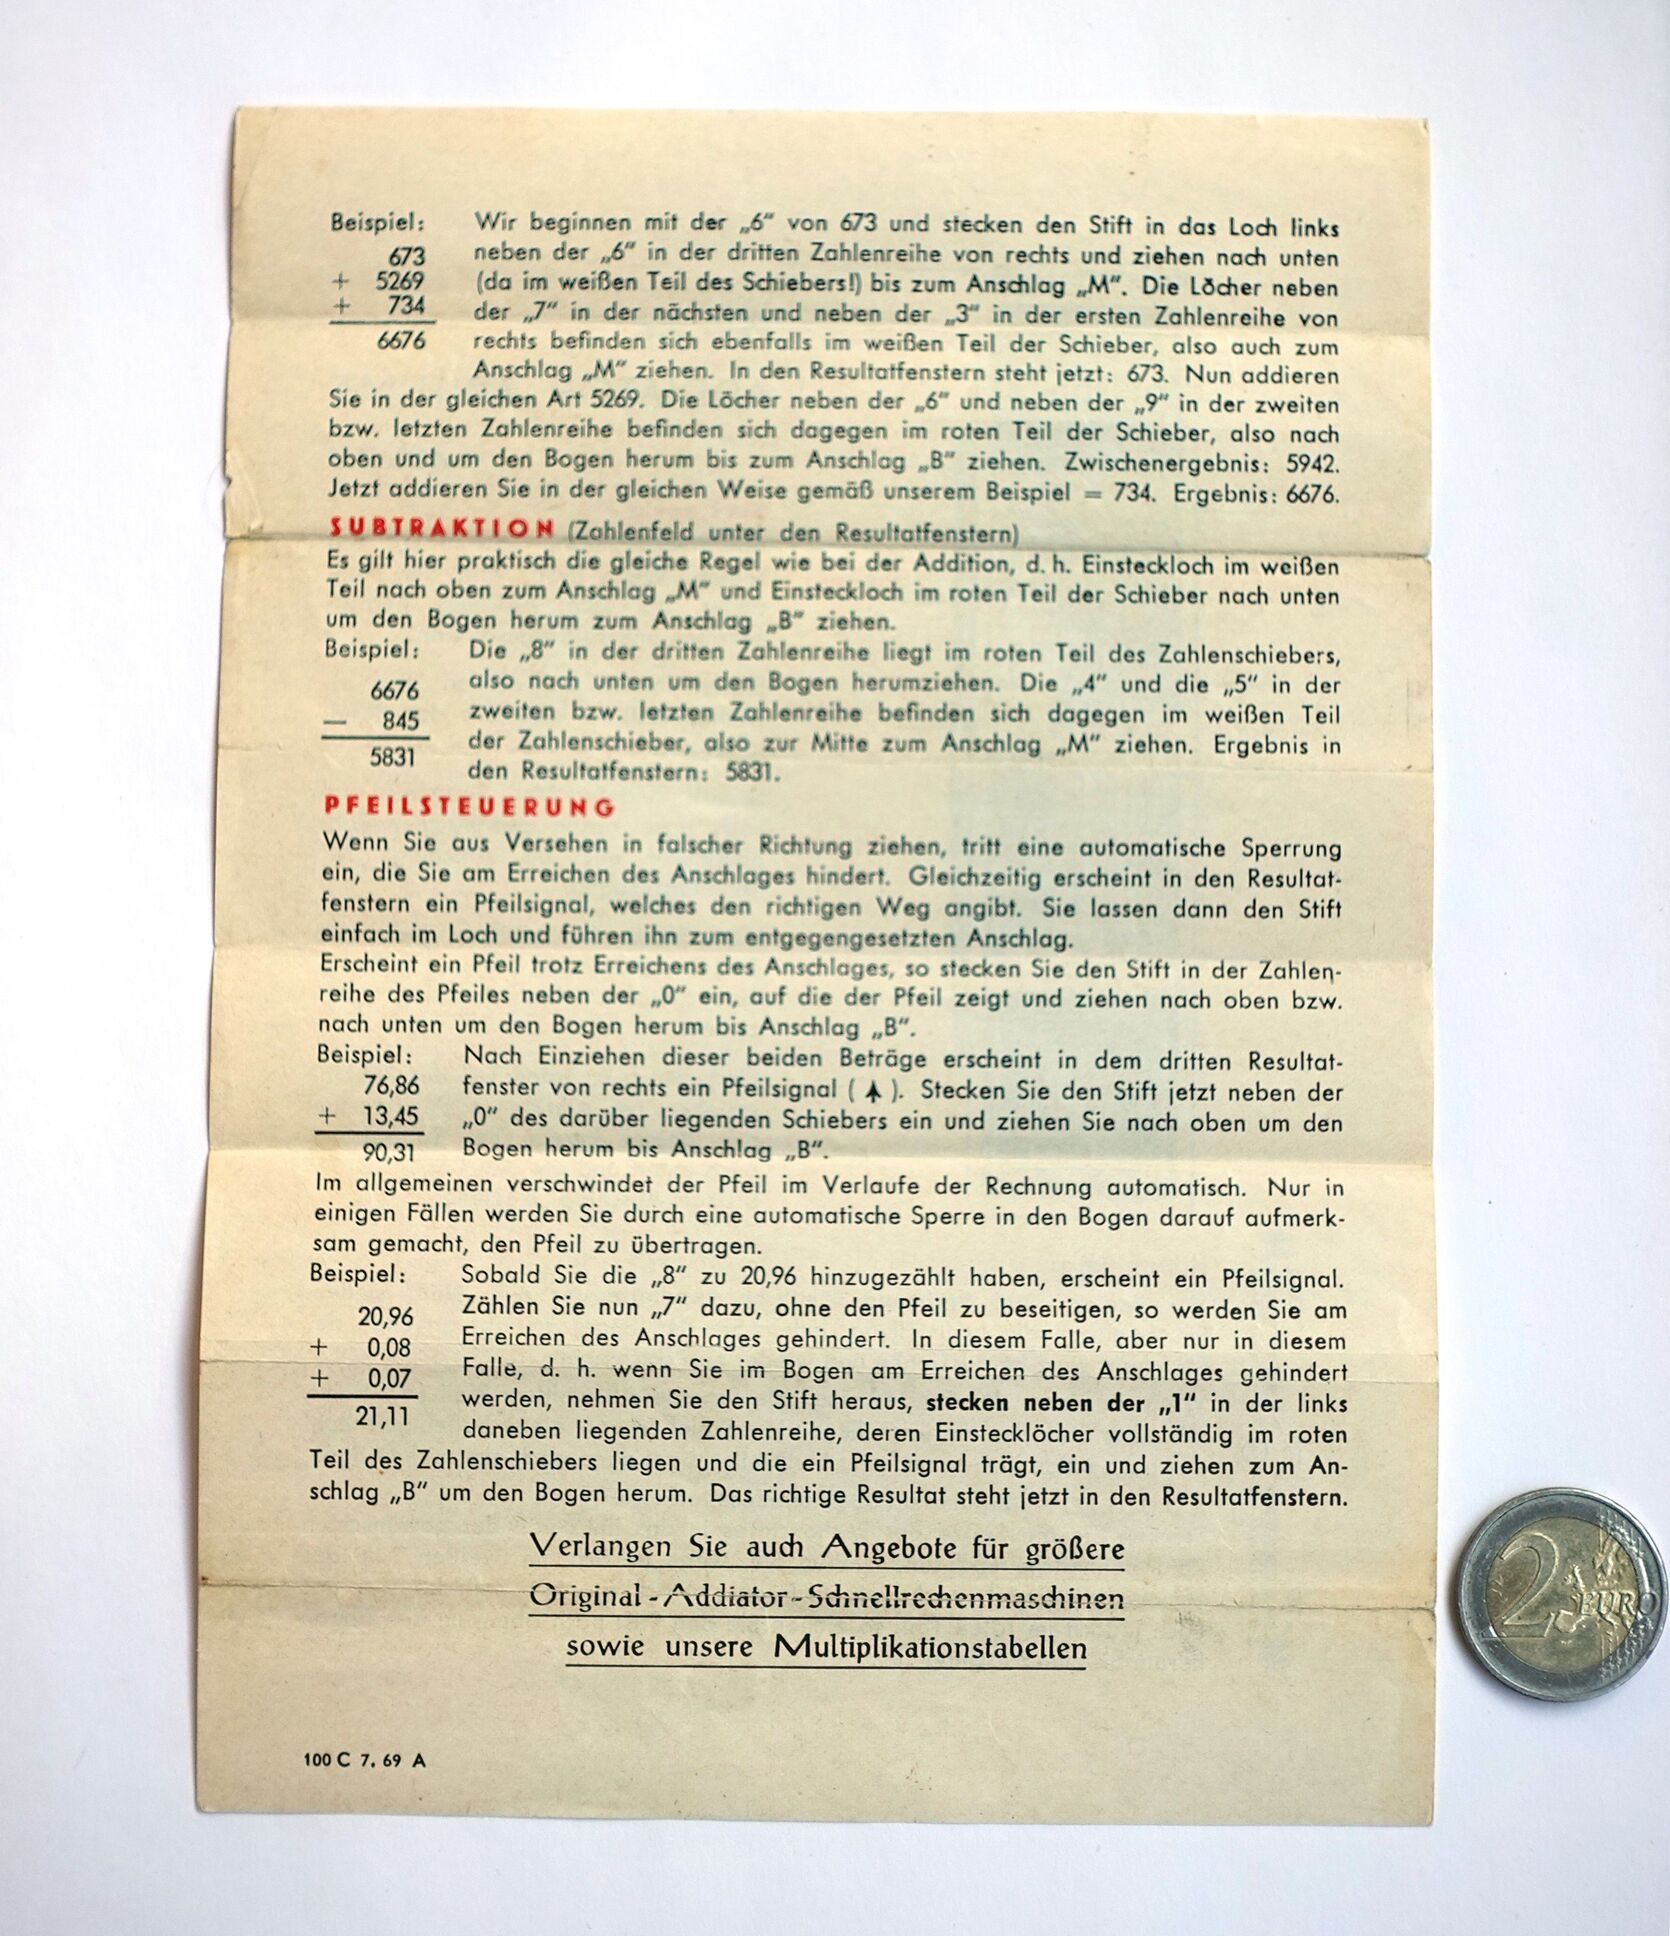 Beispiel: Wir beginnen mit der „6“ von 673 und stecken den Stift in das Loch links
673 neben der „6“ in der dritten Zahlenreihe von rechts und ziehen nach unten
+ 5269 (da im weißen Teil des Schiebers!) bis zum Anschlag „M“. Die Löcher neben
+ 734 der „7“ in der nächsten und neben der „3“ in der ersten Zahlenreihe von
6676 rechts befinden sich ebenfalls im weißen Teil der Schieber, also auch zum
Anschlag „M“ ziehen. In den Resultatfenstern steht jetzt: 673. Nun addieren
Sie in der gleichen Art 5269. Die Löcher neben der „6“ und neben der „9“ in der zweiten
bzw. letzten Zahlenreihe befinden sich dagegen im roten Teil der Schieber, also nach
oben und um den Bogen herum bis zum Anschlag „B“ ziehen. Zwischenergebnis: 5942.
Jetzt addieren Sie in der gleichen Weise gemäß unserem Beispiel = 734. Ergebnis: 6676.
SUBTRAKTION (Zahlenfeld unter den Resultatfenstern)
Es gilt hier praktisch die gleiche Regel wie bei der Addition, d. h. Einsteckloch im weißen
Teil nach oben zum Anschlag „M“ und Einsteckloch im roten Teil der Schieber nach unten
um den Bogen herum zum Anschlag „B“ ziehen.
Beispiel: Die „8“ in der dritten Zahlenreihe liegt im roten Teil des Zahlenschiebers,
6676 also nach unten um den Bogen herumziehen. Die „4“ und die „5“ in der
— 845 zweiten bzw. letzten Zahlenreihe befinden sich dagegen im weißen Teil
5831 der Zahlenschieber, also zur Mitte zum Anschlag „M“ ziehen. Ergebnis in
den Resultatfenstern: 5831.
PFEILSTEUERUNG
Wenn Sie aus Versehen in falscher Richtung ziehen, tritt eine automatische Sperrung
ein, die Sie am Erreichen des Anschlages hindert. Gleichzeitig erscheint in den Resultat-
fenstern ein Pfeilsignal, welches den richtigen Weg angibt. Sie lassen dann den Stift
einfach im Loch und führen ihn zum entgegengesetzten Anschlag.
Erscheint ein Pfeil trotz Erreichens des Anschlages, so stecken Sie den Stift in der Zahlen-
reihe des Pfeiles neben der „0“ ein, auf die der Pfeil zeigt und ziehen nach oben bzw.
nach unten um den Bogen herum bis Anschlag „B“.
Beispiel: Nach Einziehen dieser beiden Beträge erscheint in dem dritten Resultat-
76,86 fenster von rechts ein Pfeilsignal ( ). Stecken Sie den Stift jetzt neben der
+ 13,45 „0“ des darüber liegenden Schiebers ein und ziehen Sie nach oben um den
90,31 Bogen herum bis Anschlag „B“.
Im allgemeinen verschwindet der Pfeil im Verlaufe der Rechnung automatisch. Nur in
einigen Fällen werden Sie durch eine automatische Sperre in den Bogen darauf aufmerk-
sam gemacht, den Pfeil zu übertragen.
Beispiel: Sobald Sie die „8“ zu 20,96 hinzugezählt haben, erscheint ein Pfeilsignal.
20,96 Zählen Sie nun „7“ dazu, ohne den Pfeil zu beseitigen, so werden Sie am
+ 0,08 Erreichen des Anschlages gehindert. In diesem Falle, aber nur in diesem
+ 0,07 Falle, d. h. wenn Sie im Bogen am Erreichen des Anschlages gehindert
21,11 werden, nehmen Sie den Stift heraus, stecken neben der „1“ in der links
daneben liegenden Zahlenreihe, deren Einstecklöcher vollständig im roten
Teil des Zahlenschiebers liegen und die ein Pfeilsignal trägt, ein und ziehen zum An-
schlag „B“ um den Bogen herum. Das richtige Resultat steht jetzt in den Resultatfenstern.
Verlangen Sie auch Angebote für größere
Original-Addiator-Schnellrechenmaschinen
sowie unsere Multiplikationstabellen
100 C 7. 69 A
2 EURO